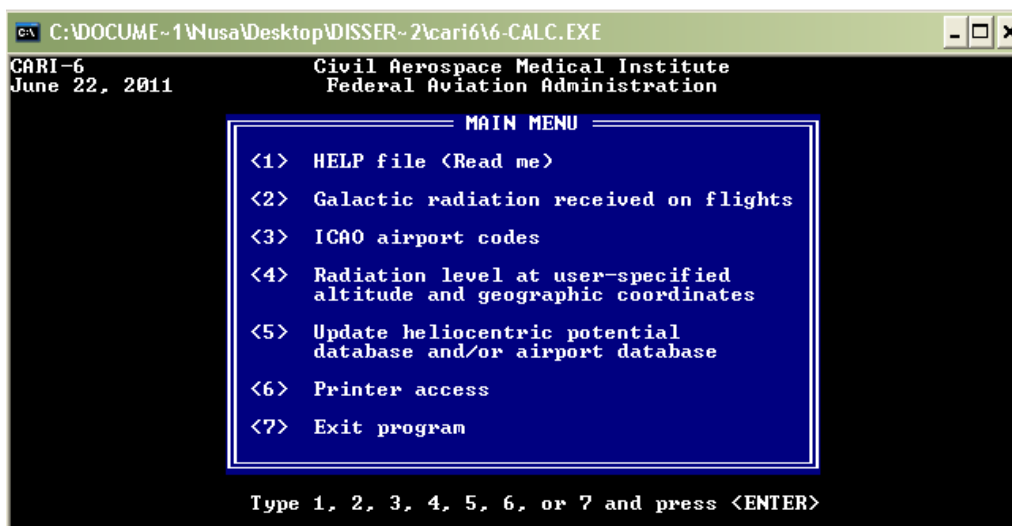 C:\DOCUME~1\Nusa\Desktop\DISSER~2\cari6\6-CALC.EXE
CARI-6 Civil Aerospace Medical Institute
June 22, 2011 Federal Aviation Administration
MAIN MENU
<1> HELP file (Read me)
<2> Galactic radiation received on flights
<3> ICAO airport codes
<4> Radiation level at user-specified
altitude and geographic coordinates
<5> Update heliocentric potential
database and/or airport database
<6> Printer access
<7> Exit program
Type 1, 2, 3, 4, 5, 6, or 7 and press <ENTER>